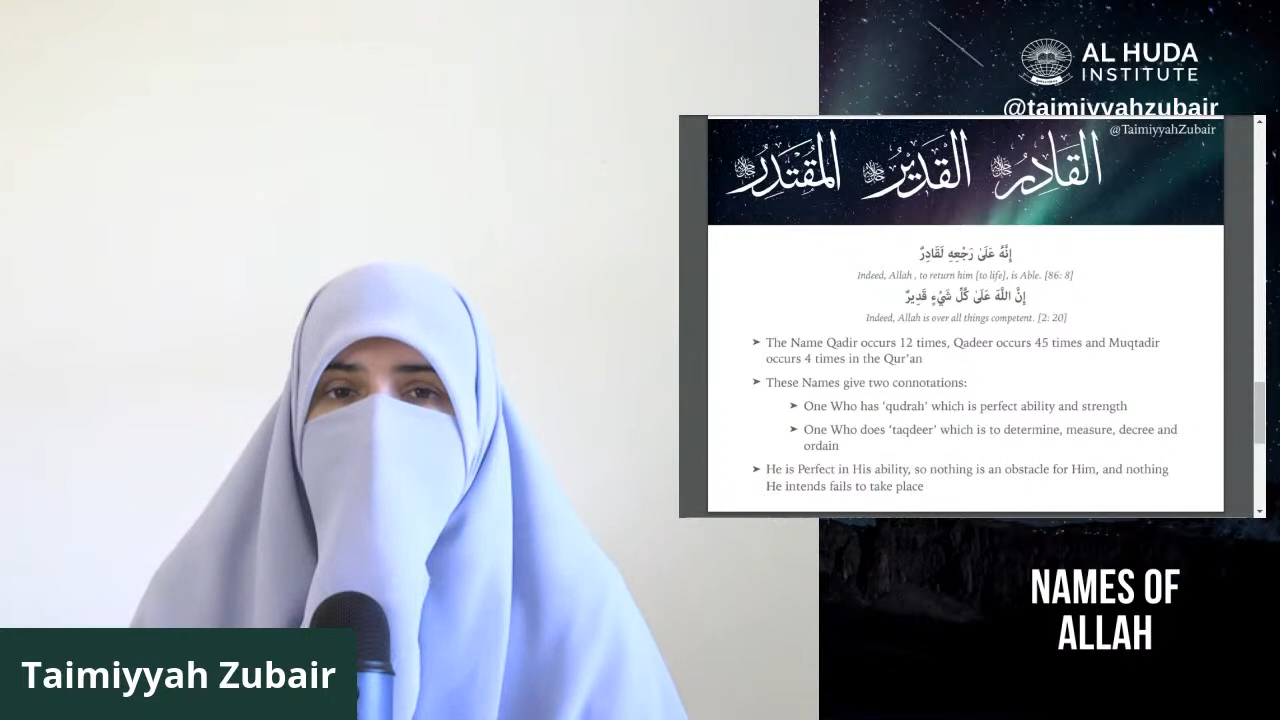 AL HUDA
INSTITUTE
@taimiyyahzubair
@TaimiyyahZubair
القَادِرُ القَدِيرُ المُقْتَدِرُ
إِنَّهُ عَلَىٰ رَجْعِهِ لَقَادِرٌ
Indeed, Allah , to return him [to life], is Able. [86: 8]
إِنَّ اللَّهَ عَلَىٰ كُلِّ شَيْءٍ قَدِيرٌ
Indeed, Allah is over all things competent. [2: 20]
➤ The Name Qadir occurs 12 times, Qadeer occurs 45 times and Muqtadir
occurs 4 times in the Qur’an
➤ These Names give two connotations:
➤ One Who has ‘qudrah’ which is perfect ability and strength
➤ One Who does ‘taqdeer’ which is to determine, measure, decree and
ordain
➤ He is Perfect in His ability, so nothing is an obstacle for Him, and nothing
He intends fails to take place
NAMES OF
ALLAH
Taimiyyah Zubair